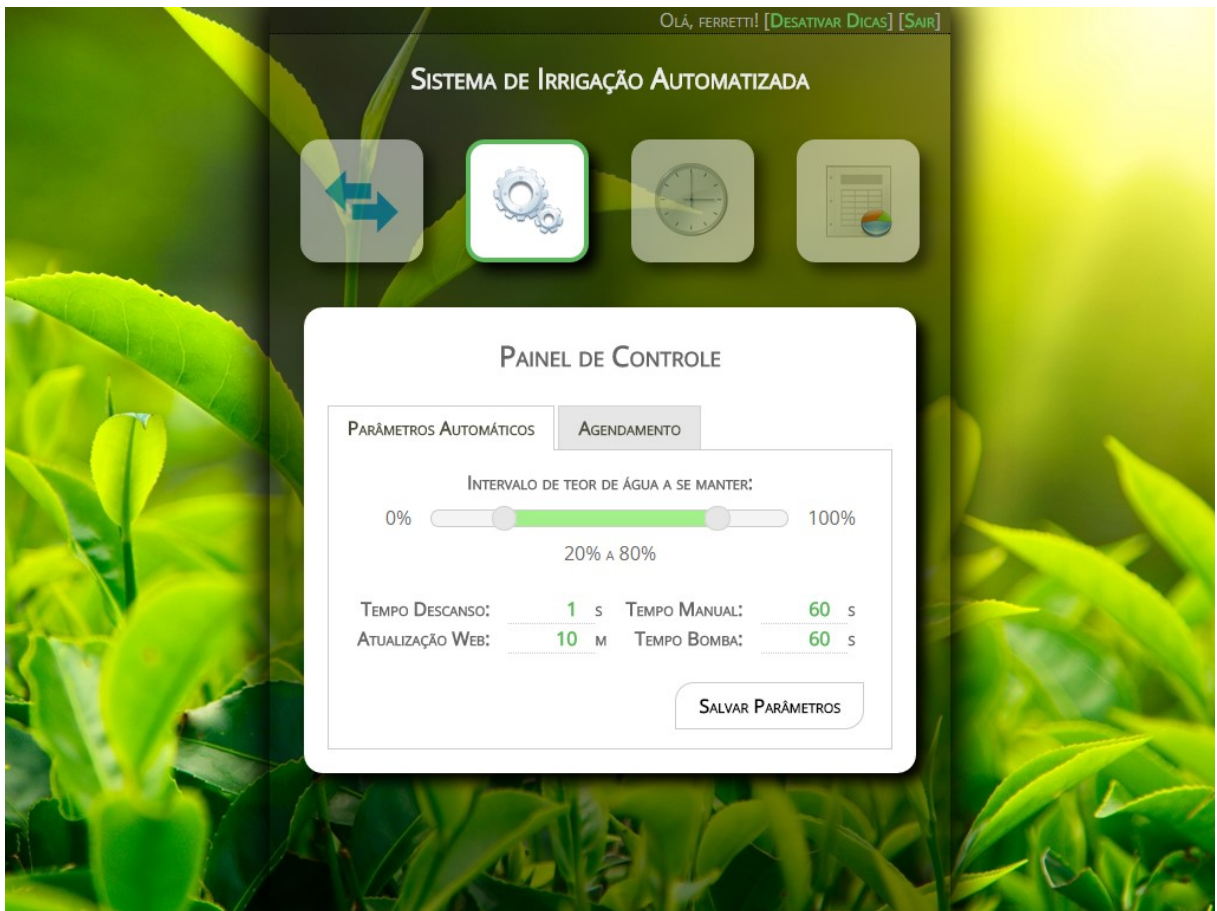 Olá, ferretti! [Desativar Dicas] [Sair]
Sistema de Irrigação Automatizada
Painel de Controle
Parâmetros Automáticos Agendamento
Intervalo de teor de água a se manter:
0% 100%
20% a 80%
Tempo Descanso: 1 s Tempo Manual: 60 s
Atualização Web: 10 m Tempo Bomba: 60 s
Salvar Parâmetros